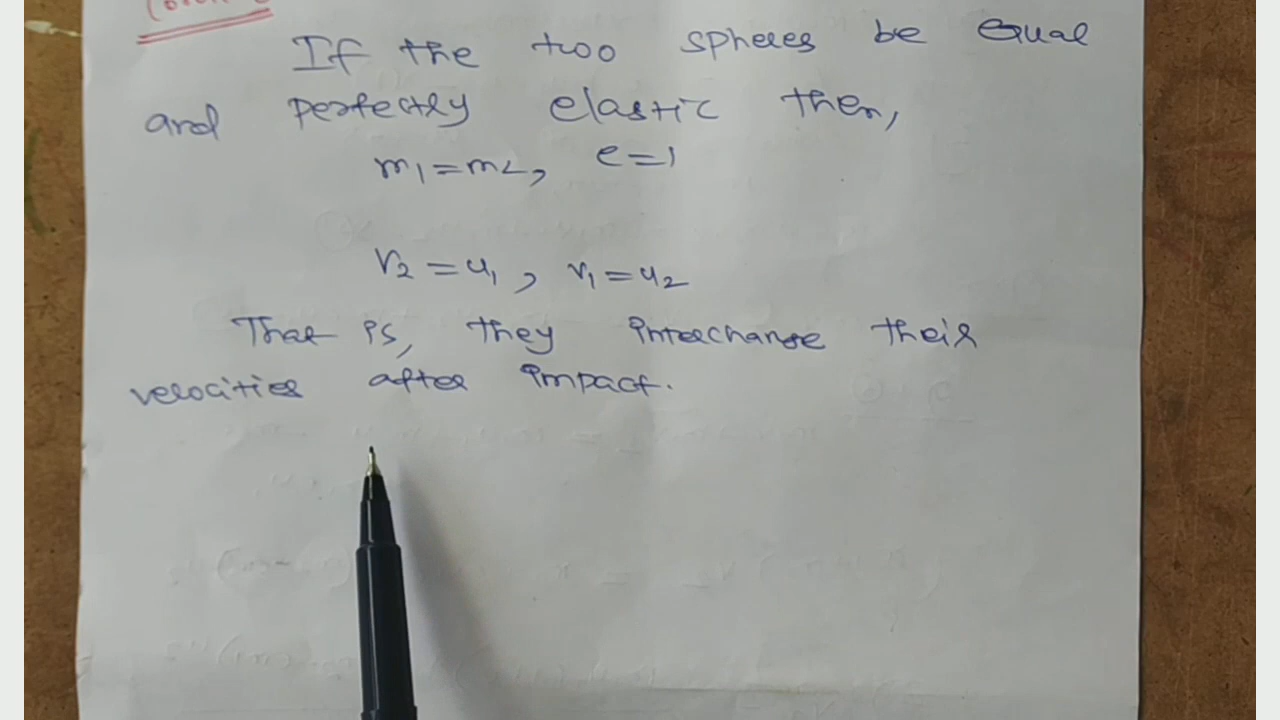 If the two spheres be equal
and perfectly elastic then,
m₁=m₂, e=1
v₂=u₁, v₁=u₂
That is, they interchange their
velocities after impact.